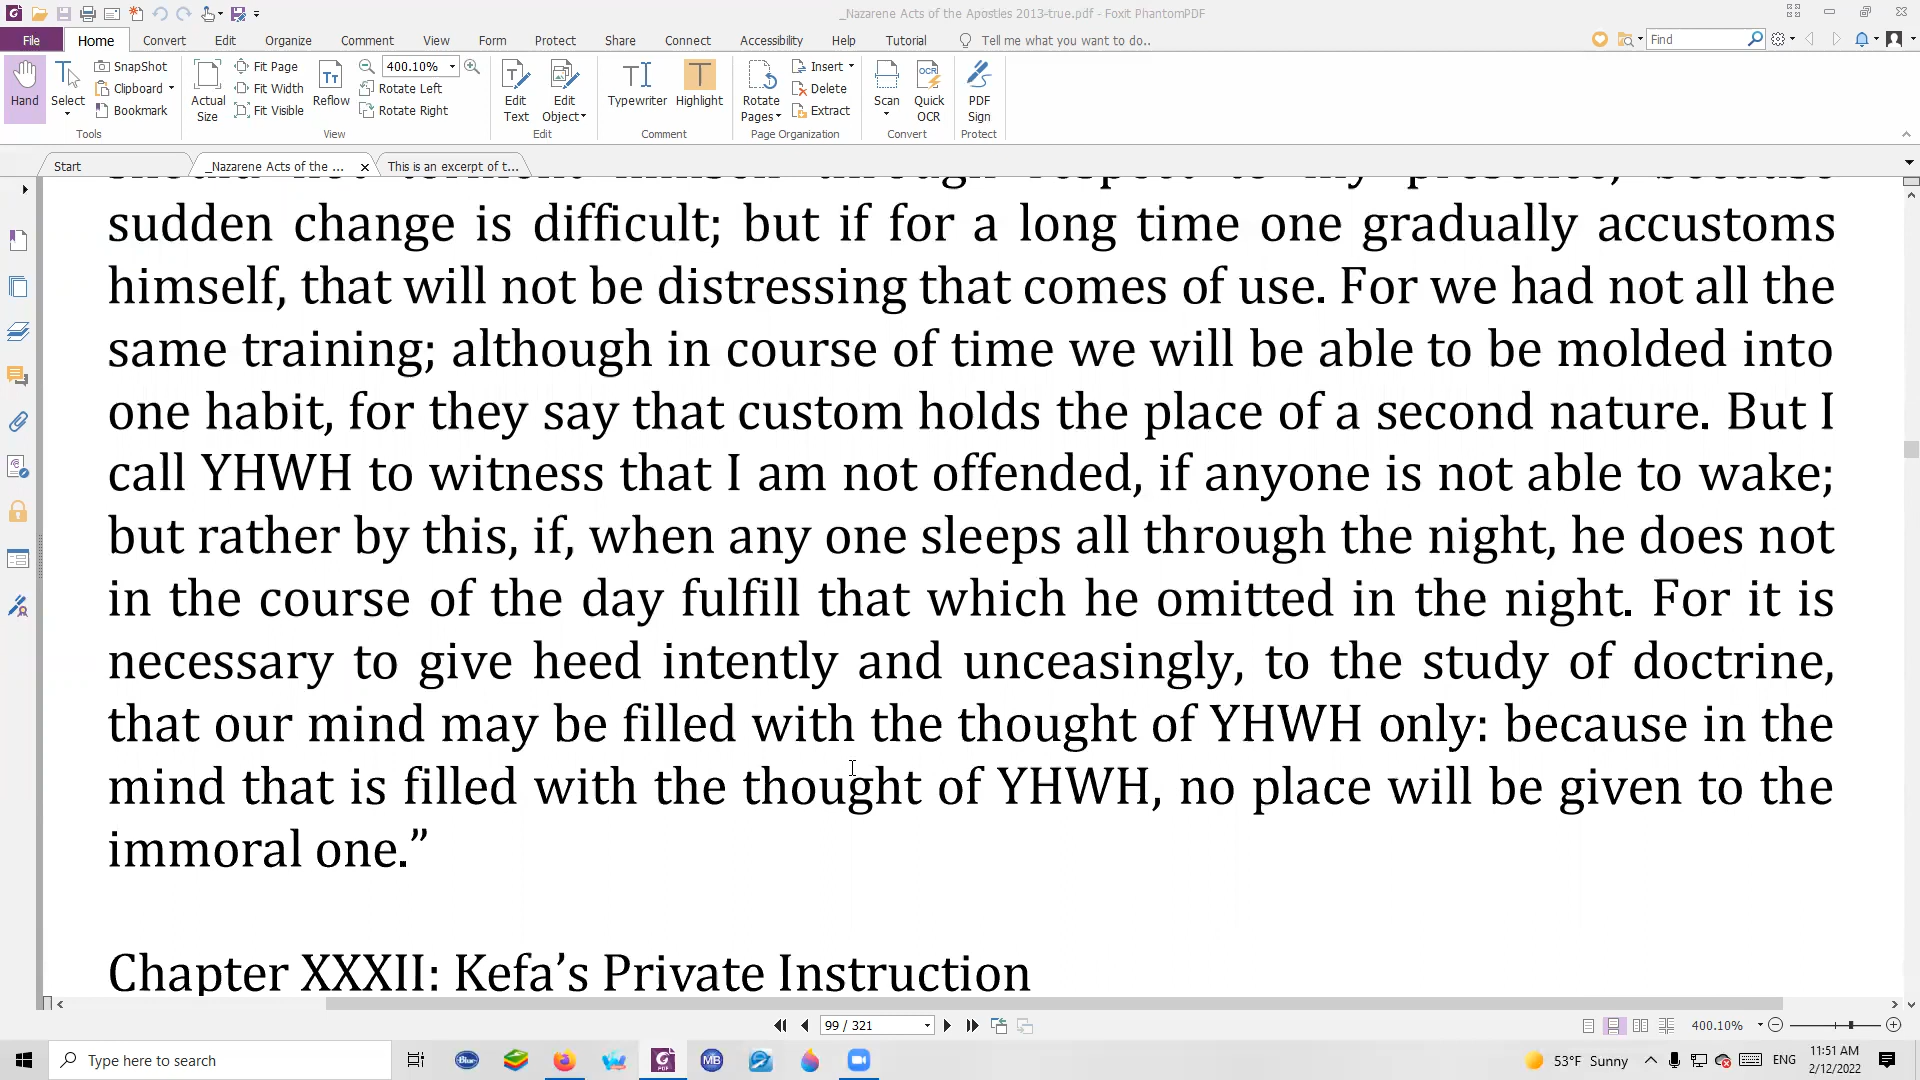 _Nazarene Acts of the Apostles 2013-true.pdf - Foxit PhantomPDF
File Home Convert Edit Organize Comment View Form Protect Share Connect Accessibility Help Tutorial Tell me what you want to do.. Find
Hand
Select
SnapShot
Clipboard
Bookmark
Tools
Actual Size
Fit Page
Fit Width
Fit Visible
Reflow
400.10%
Rotate Left
Rotate Right
View
Edit Text
Edit Object
Edit
Typewriter
Highlight
Comment
Rotate Pages
Insert
Delete
Extract
Page Organization
Scan
Quick OCR
Convert
PDF Sign
Protect
Start _Nazarene Acts of the ... This is an excerpt of t...
should not torment himself through respect to my presence, because
sudden change is difficult; but if for a long time one gradually accustoms
himself, that will not be distressing that comes of use. For we had not all the
same training; although in course of time we will be able to be molded into
one habit, for they say that custom holds the place of a second nature. But I
call YHWH to witness that I am not offended, if anyone is not able to wake;
but rather by this, if, when any one sleeps all through the night, he does not
in the course of the day fulfill that which he omitted in the night. For it is
necessary to give heed intently and unceasingly, to the study of doctrine,
that our mind may be filled with the thought of YHWH only: because in the
mind that is filled with the thought of YHWH, no place will be given to the
immoral one.”
Chapter XXXII: Kefa’s Private Instruction
99 / 321
400.10%
Type here to search
53°F Sunny
ENG
11:51 AM
2/12/2022